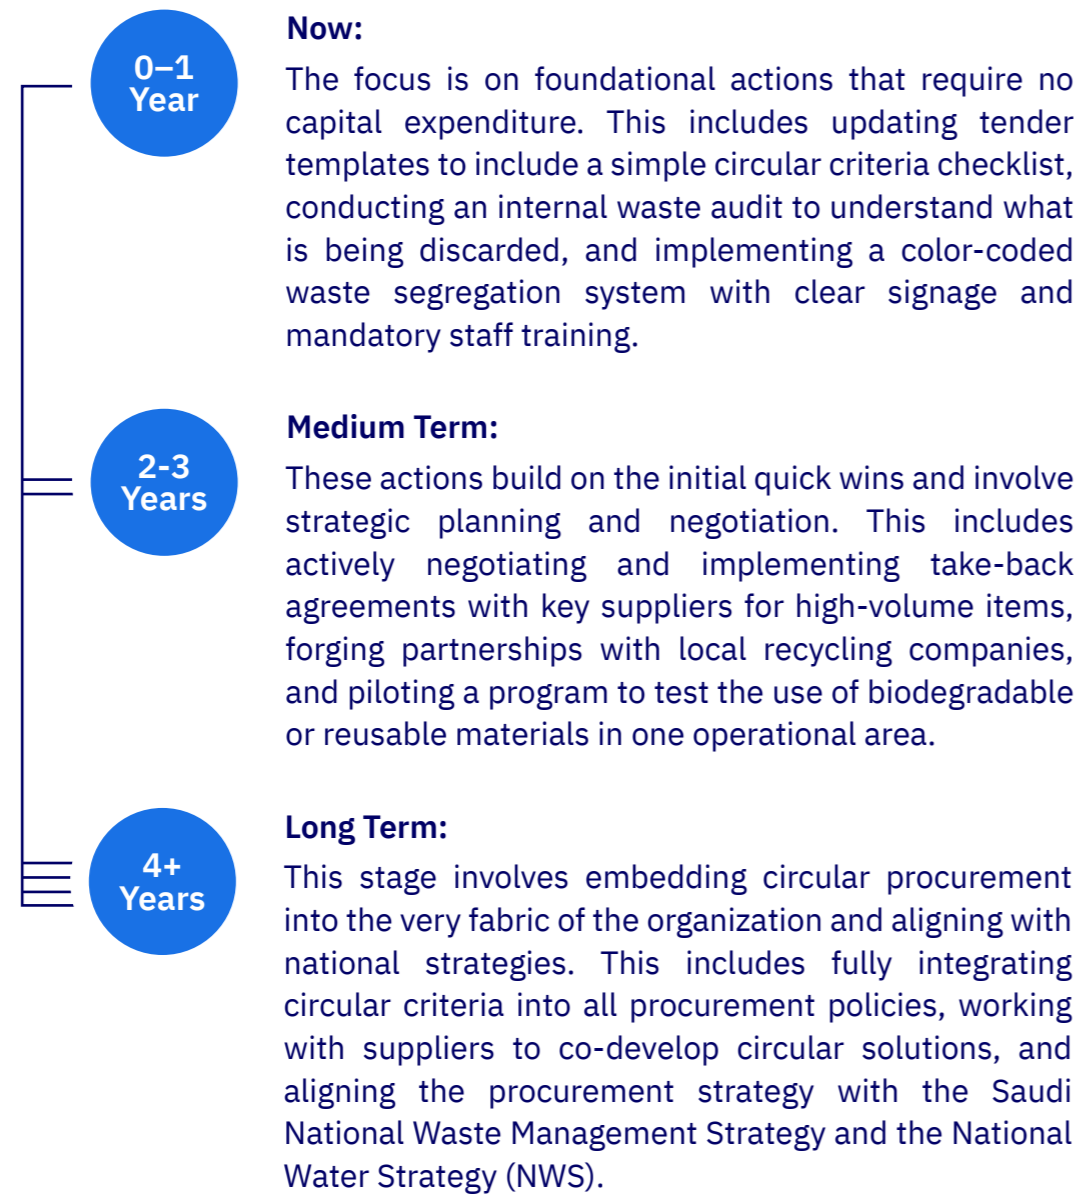 0–1
Year
Now:
The focus is on foundational actions that require no
capital expenditure. This includes updating tender
templates to include a simple circular criteria checklist,
conducting an internal waste audit to understand what
is being discarded, and implementing a color-coded
waste segregation system with clear signage and
mandatory staff training.
2-3
Years
Medium Term:
These actions build on the initial quick wins and involve
strategic planning and negotiation. This includes
actively negotiating and implementing take-back
agreements with key suppliers for high-volume items,
forging partnerships with local recycling companies,
and piloting a program to test the use of biodegradable
or reusable materials in one operational area.
4+
Years
Long Term:
This stage involves embedding circular procurement
into the very fabric of the organization and aligning with
national strategies. This includes fully integrating
circular criteria into all procurement policies, working
with suppliers to co-develop circular solutions, and
aligning the procurement strategy with the Saudi
National Waste Management Strategy and the National
Water Strategy (NWS).